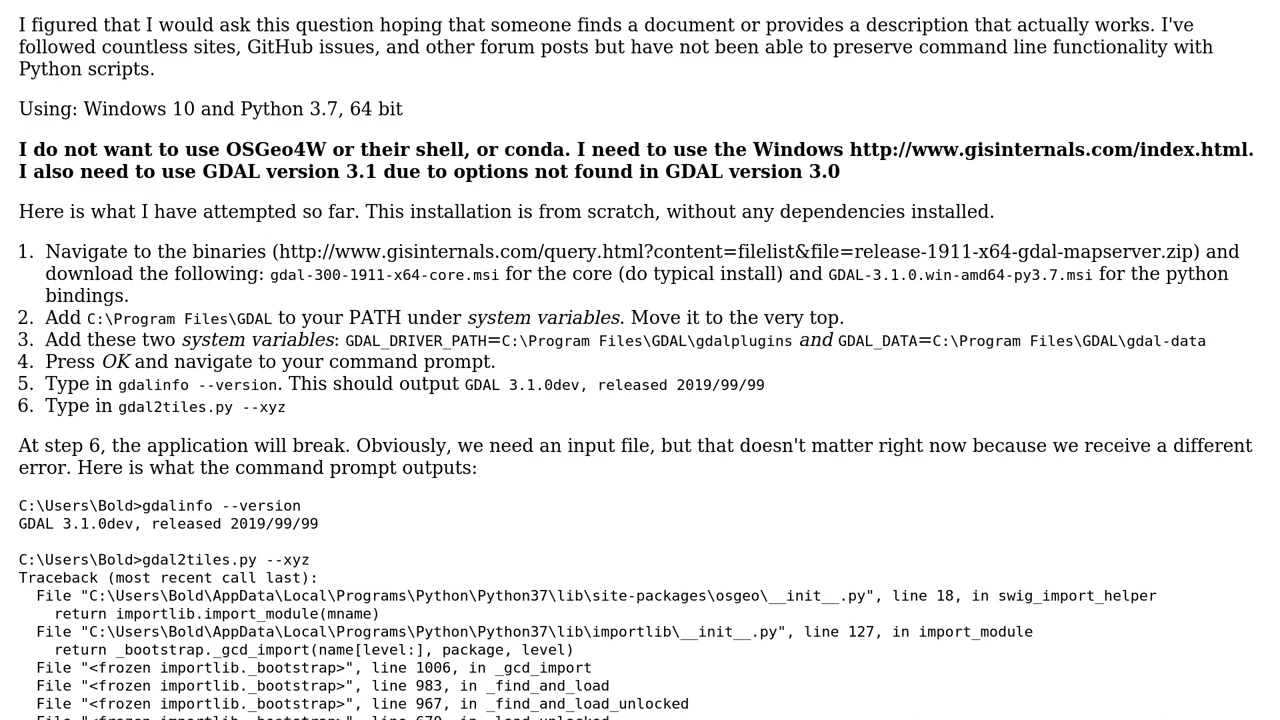 I figured that I would ask this question hoping that someone finds a document or provides a description that actually works. I've
followed countless sites, GitHub issues, and other forum posts but have not been able to preserve command line functionality with
Python scripts.
Using: Windows 10 and Python 3.7, 64 bit
I do not want to use OSGeo4W or their shell, or conda. I need to use the Windows http://www.gisinternals.com/index.html.
I also need to use GDAL version 3.1 due to options not found in GDAL version 3.0
Here is what I have attempted so far. This installation is from scratch, without any dependencies installed.
1. Navigate to the binaries (http://www.gisinternals.com/query.html?content=filelist&file=release-1911-x64-gdal-mapserver.zip) and
download the following: gdal-300-1911-x64-core.msi for the core (do typical install) and GDAL-3.1.0.win-amd64-py3.7.msi for the python
bindings.
2. Add C:\Program Files\GDAL to your PATH under system variables. Move it to the very top.
3. Add these two system variables: GDAL_DRIVER_PATH=C:\Program Files\GDAL\gdalplugins and GDAL_DATA=C:\Program Files\GDAL\gdal-data
4. Press OK and navigate to your command prompt.
5. Type in gdalinfo --version. This should output GDAL 3.1.0dev, released 2019/99/99
6. Type in gdal2tiles.py --xyz
At step 6, the application will break. Obviously, we need an input file, but that doesn't matter right now because we receive a different
error. Here is what the command prompt outputs:
C:\Users\Bold>gdalinfo --version
GDAL 3.1.0dev, released 2019/99/99
C:\Users\Bold>gdal2tiles.py --xyz
Traceback (most recent call last):
File "C:\Users\Bold\AppData\Local\Programs\Python\Python37\lib\site-packages\osgeo\__init__.py", line 18, in swig_import_helper
return importlib.import_module(mname)
File "C:\Users\Bold\AppData\Local\Programs\Python\Python37\lib\importlib\__init__.py", line 127, in import_module
return _bootstrap._gcd_import(name[level:], package, level)
File "<frozen importlib._bootstrap>", line 1006, in _gcd_import
File "<frozen importlib._bootstrap>", line 983, in _find_and_load
File "<frozen importlib._bootstrap>", line 967, in _find_and_load_unlocked
File "<frozen importlib._bootstrap>", line 670, in _load_unlocked